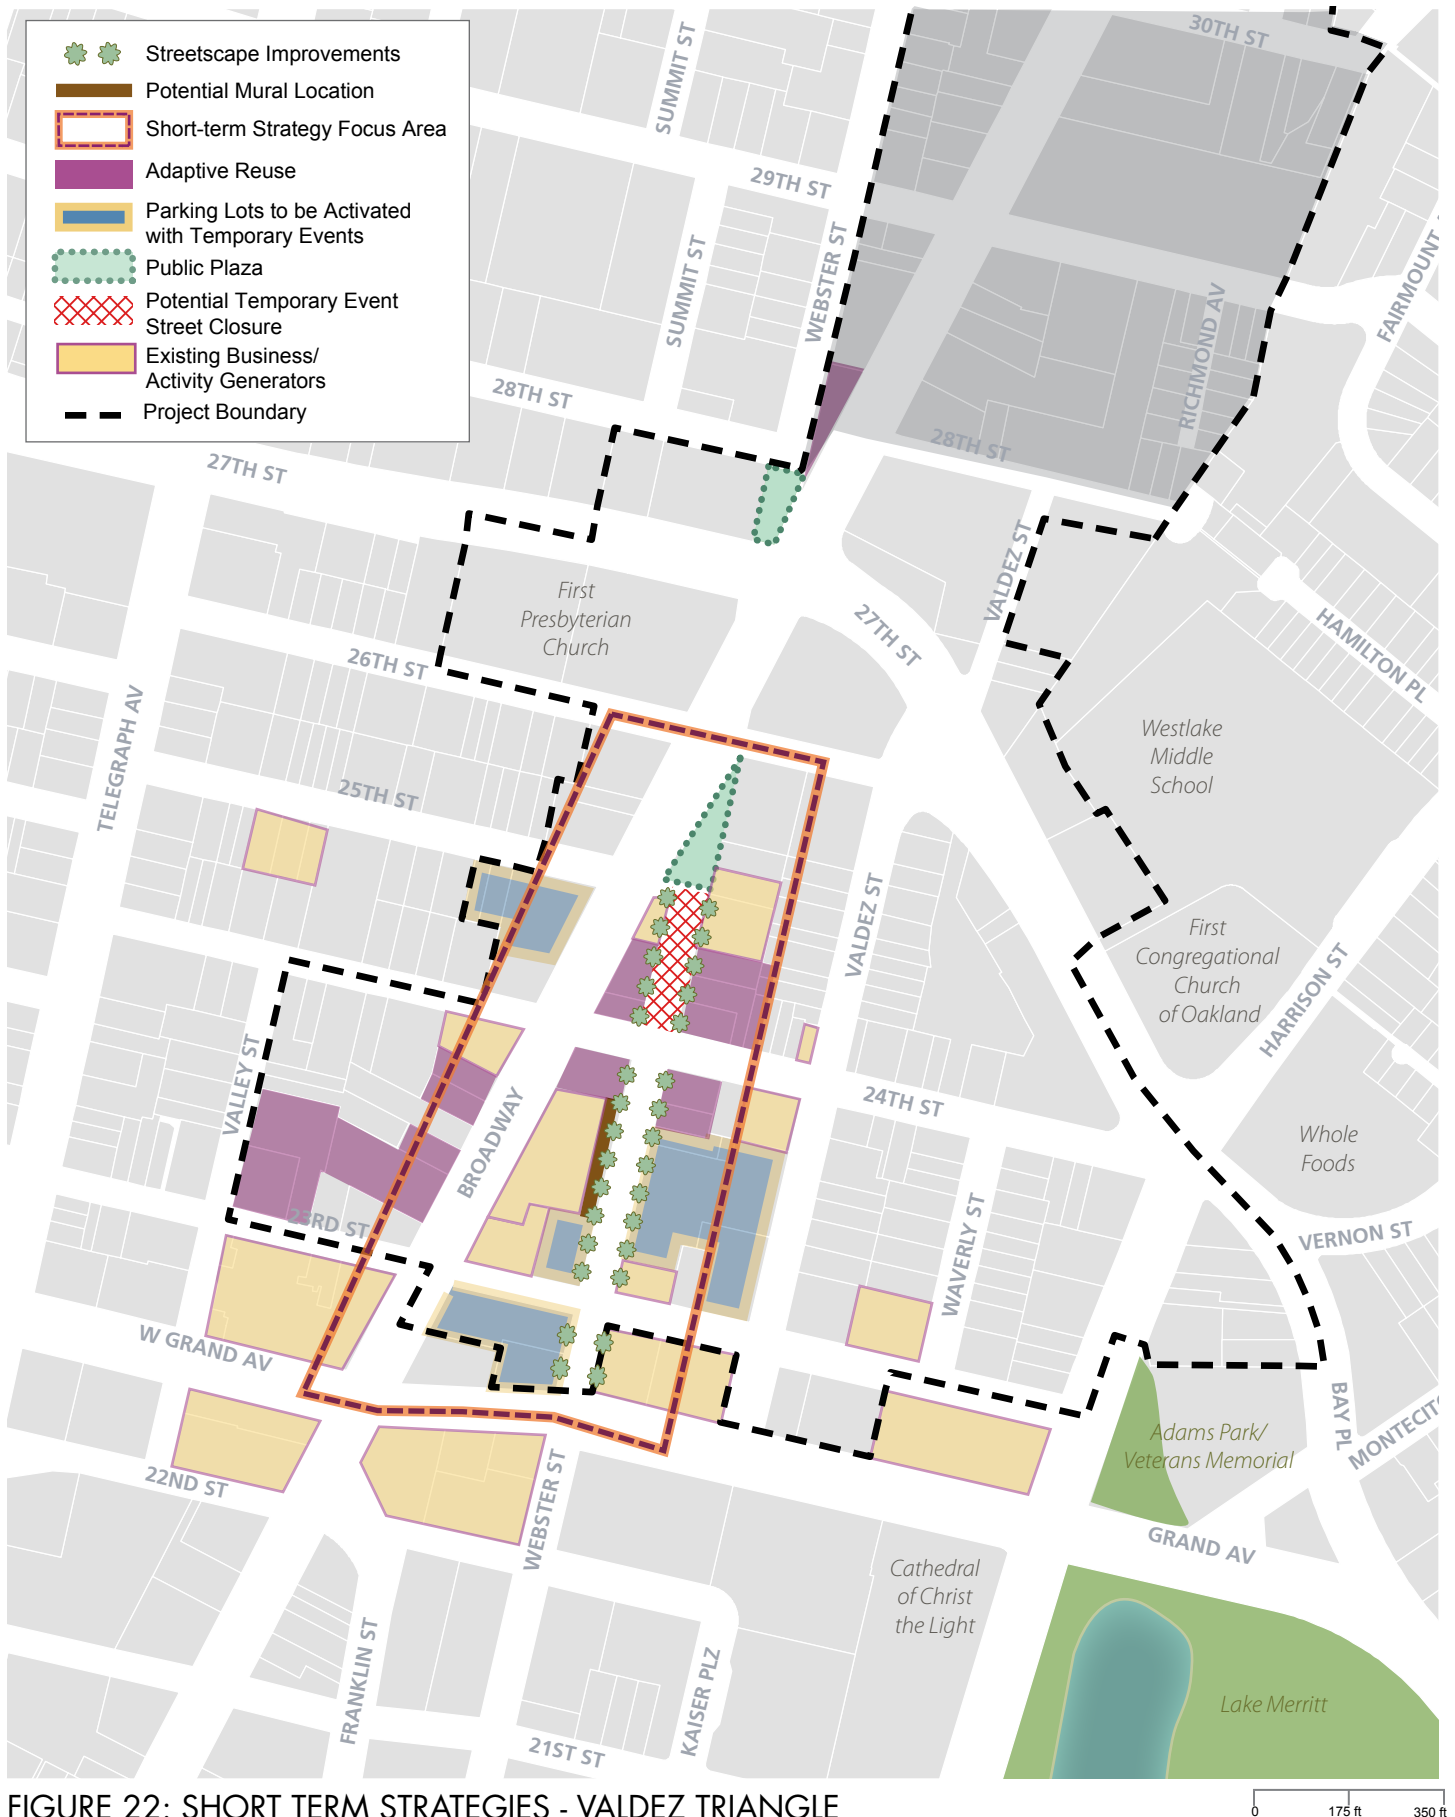 Streetscape Improvements
Potential Mural Location
Short-term Strategy Focus Area
Adaptive Reuse
Parking Lots to be Activated
with Temporary Events
Public Plaza
Potential Temporary Event
Street Closure
Existing Business/
Activity Generators
Project Boundary
30TH ST
SUMMIT ST
29TH ST
SUMMIT ST
WEBSTER ST
FAIRMOUNT
RICHMOND AV
28TH ST
28TH ST
27TH ST
VALDEZ ST
First
Presbyterian
Church
27TH ST
HAMILTON PL
26TH ST
TELEGRAPH AV
Westlake
Middle
School
25TH ST
VALDEZ ST
First
Congregational
Church
of Oakland
HARRISON ST
VALLEY ST
BROADWAY
24TH ST
Whole
Foods
23RD ST
WAVERLY ST
VERNON ST
W GRAND AV
BAY PL
MONTECITO
Adams Park/
Veterans Memorial
22ND ST
WEBSTER ST
GRAND AV
Cathedral
of Christ
the Light
FRANKLIN ST
KAISER PLZ
Lake Merritt
21ST ST
FIGURE 22: SHORT TERM STRATEGIES - VALDEZ TRIANGLE
0 175 ft 350 ft